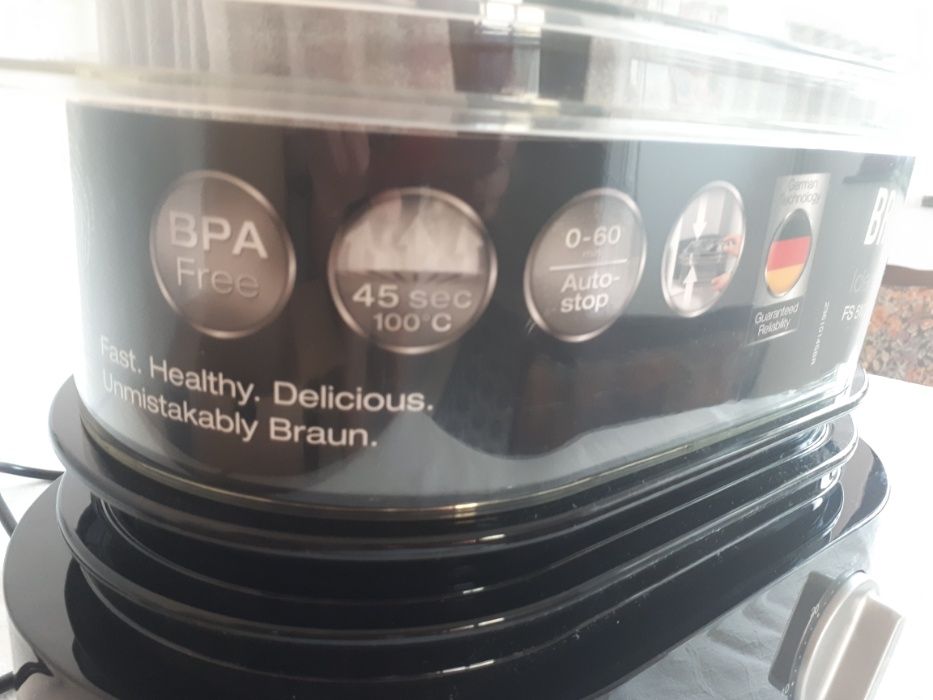 BPA
Free
45 sec
100°C
0-60
min
Auto-
stop
German
Technology
Guaranteed
Reliability
Fast. Healthy. Delicious.
Unmistakably Braun.
FS